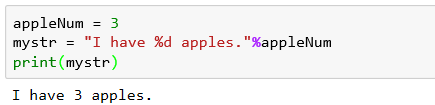 appleNum = 3
mystr = "I have %d apples."%appleNum
print(mystr)
I have 3 apples.